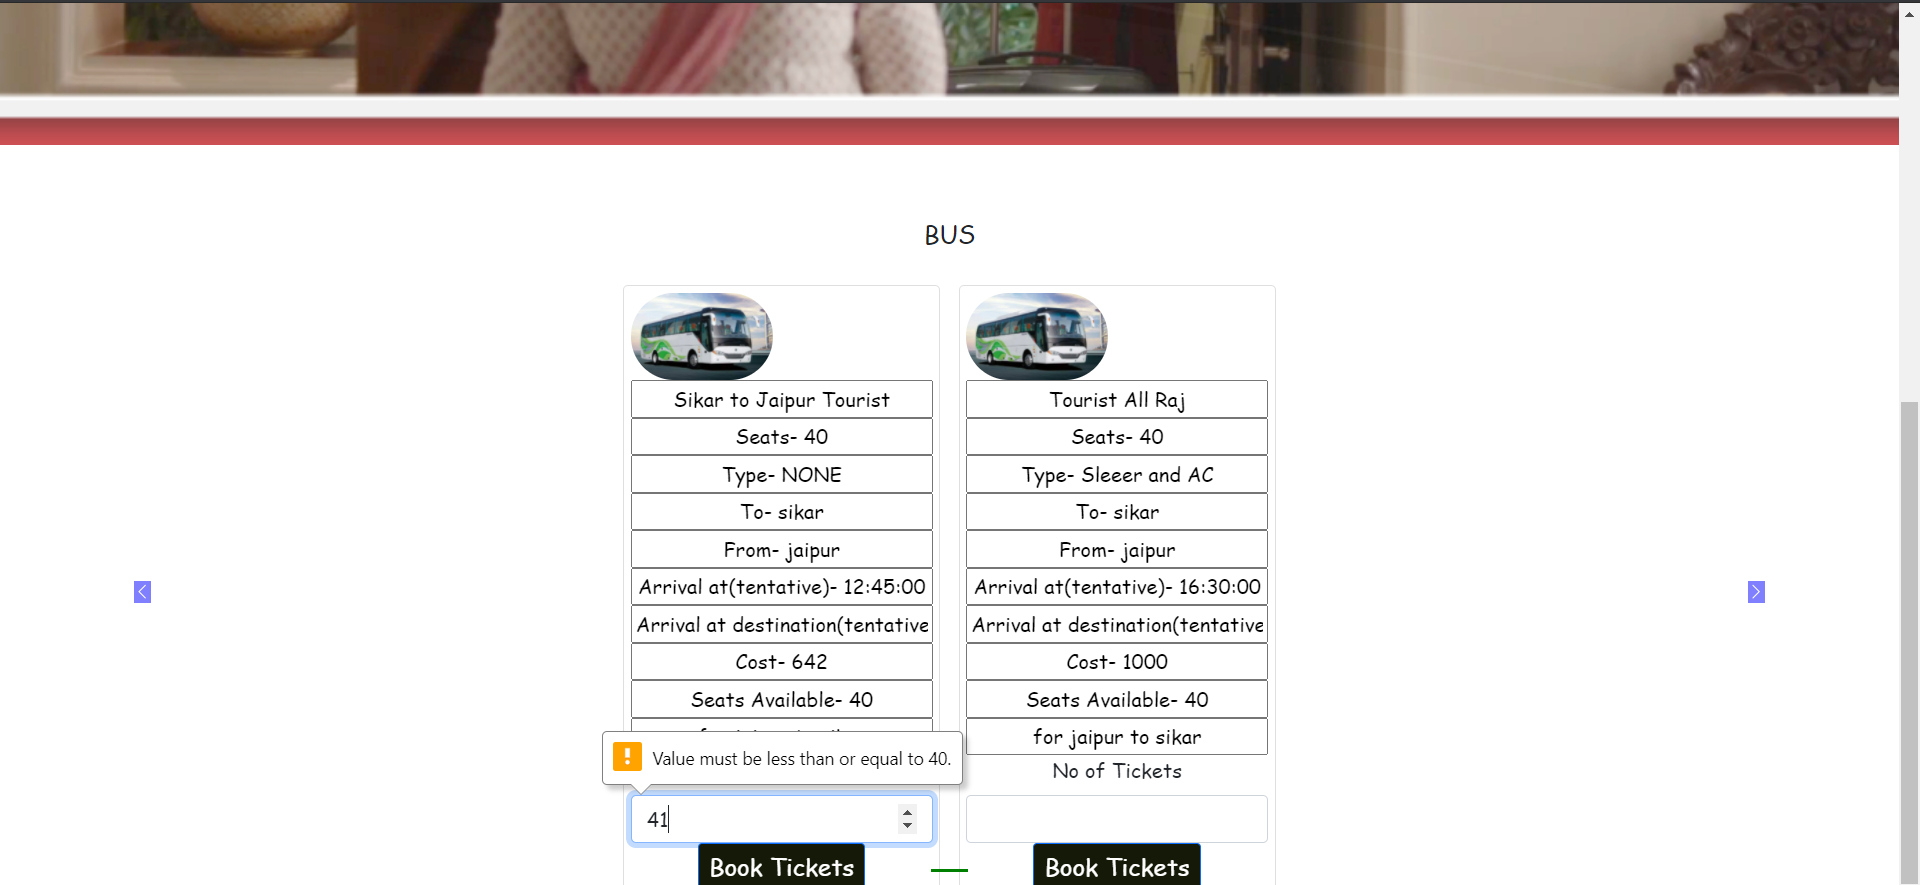 BUS
Sikar to Jaipur Tourist
Seats- 40
Type- NONE
To- sikar
From- jaipur
Arrival at(tentative)- 12:45:00
Arrival at destination(tentative
Cost- 642
Seats Available- 40
Value must be less than or equal to 40.
41
Book Tickets
Tourist All Raj
Seats- 40
Type- Sleeer and AC
To- sikar
From- jaipur
Arrival at(tentative)- 16:30:00
Arrival at destination(tentative
Cost- 1000
Seats Available- 40
for jaipur to sikar
No of Tickets
Book Tickets